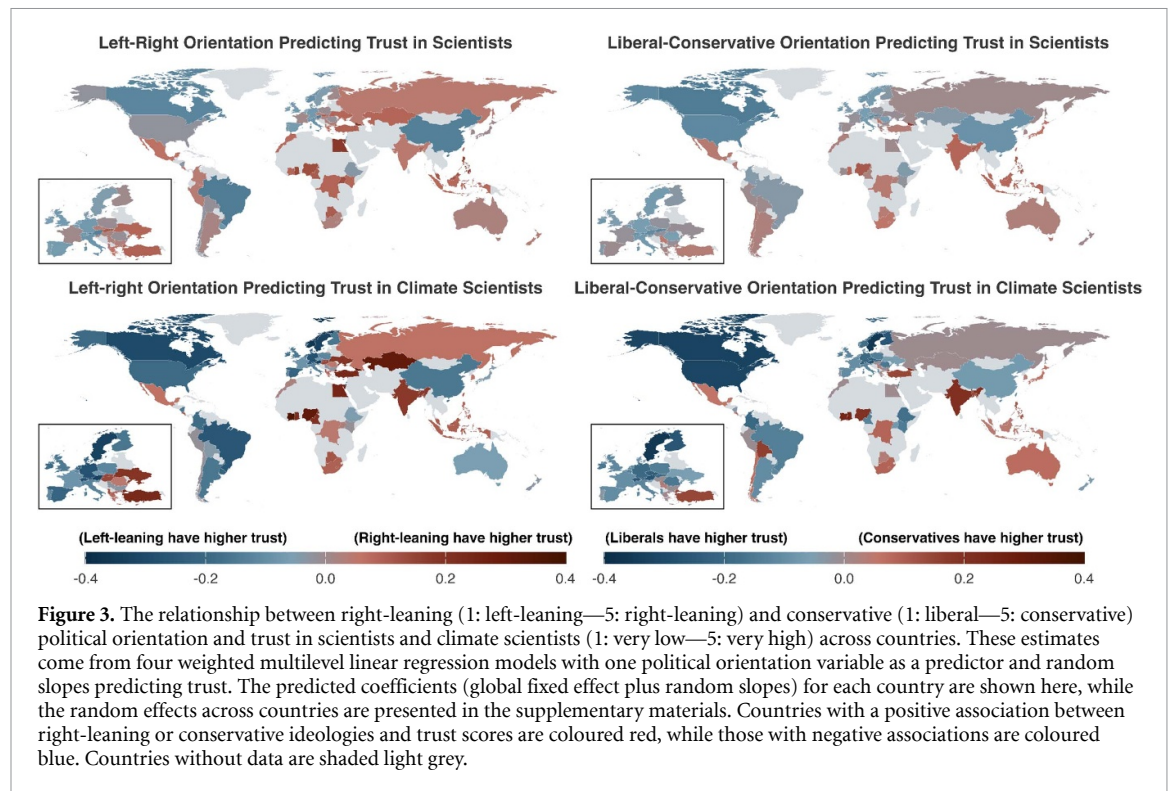 Left-Right Orientation Predicting Trust in Scientists
Liberal-Conservative Orientation Predicting Trust in Scientists
Left-right Orientation Predicting Trust in Climate Scientists
Liberal-Conservative Orientation Predicting Trust in Climate Scientists
(Left-leaning have higher trust) (Right-leaning have higher trust)
-0.4 -0.2 0.0 0.2 0.4
(Liberals have higher trust) (Conservatives have higher trust)
-0.4 -0.2 0.0 0.2 0.4
Figure 3. The relationship between right-leaning (1: left-leaning—5: right-leaning) and conservative (1: liberal—5: conservative)
political orientation and trust in scientists and climate scientists (1: very low—5: very high) across countries. These estimates
come from four weighted multilevel linear regression models with one political orientation variable as a predictor and random
slopes predicting trust. The predicted coefficients (global fixed effect plus random slopes) for each country are shown here, while
the random effects across countries are presented in the supplementary materials. Countries with a positive association between
right-leaning or conservative ideologies and trust scores are coloured red, while those with negative associations are coloured
blue. Countries without data are shaded light grey.